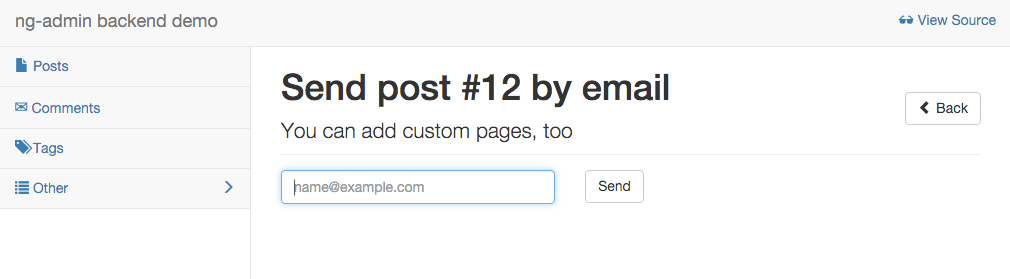 ng-admin backend demo
View Source
Posts
Comments
Tags
Other
Send post #12 by email
Back
You can add custom pages, too
name@example.com
Send